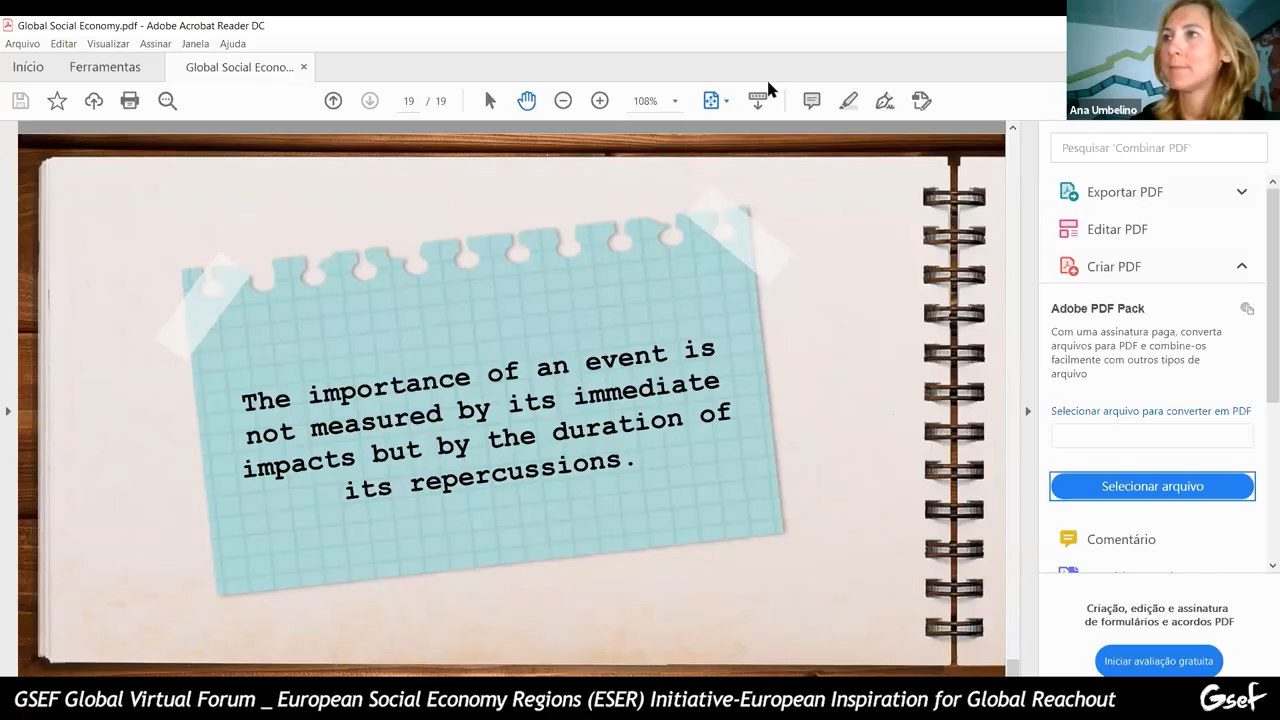 Global Social Economy.pdf - Adobe Acrobat Reader DC
Arquivo Editar Visualizar Assinar Janela Ajuda
Início Ferramentas Global Social Econo... ×
19 / 19 108%
Ana Umbelino
The importance of an event is
not measured by its immediate
impacts but by the duration of
its repercussions.
Pesquisar 'Combinar PDF'
Exportar PDF
Editar PDF
Criar PDF
Adobe PDF Pack
Com uma assinatura paga, converta
arquivos para PDF e combine-os
facilmente com outros tipos de
arquivo
Selecionar arquivo para converter em PDF
Selecionar arquivo
Comentário
Criação, edição e assinatura
de formulários e acordos PDF
Iniciar avaliação gratuita
GSEF Global Virtual Forum _ European Social Economy Regions (ESER) Initiative-European Inspiration for Global Reachout
Gsef